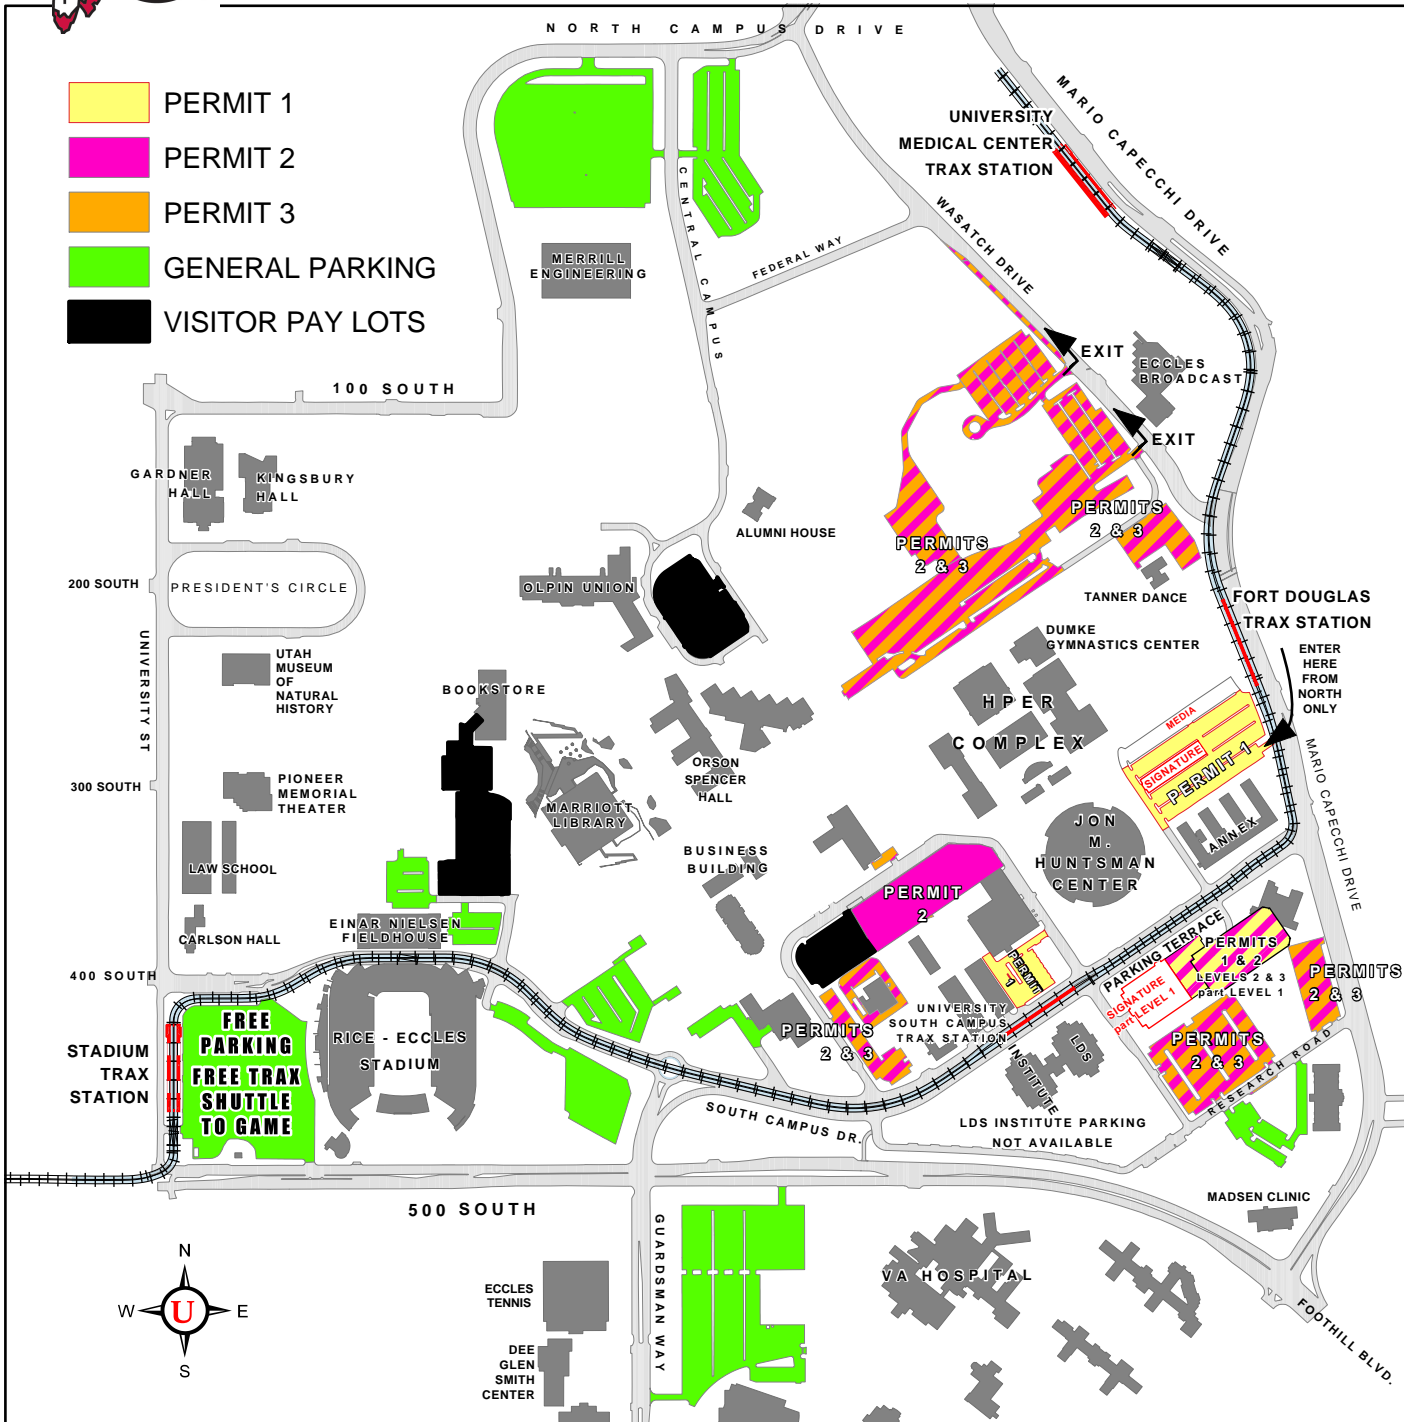 NORTH CAMPUS DRIVE
PERMIT 1
PERMIT 2
PERMIT 3
GENERAL PARKING
VISITOR PAY LOTS
MARIO CAPECCHI DRIVE
UNIVERSITY
MEDICAL CENTER
TRAX STATION
CENTRAL CAMPUS
WASATCH DRIVE
FEDERAL WAY
MERRILL
ENGINEERING
EXIT
ECCLES
BROADCAST
EXIT
100 SOUTH
GARDNER
HALL
KINGSBURY
HALL
ALUMNI HOUSE
PERMITS
2 & 3
PERMITS
2 & 3
200 SOUTH
PRESIDENT'S CIRCLE
OLPIN UNION
TANNER DANCE
FORT DOUGLAS
TRAX STATION
UNIVERSITY ST
UTAH
MUSEUM
OF
NATURAL
HISTORY
DUMKE
GYMNASTICS CENTER
ENTER
HERE
FROM
NORTH
ONLY
BOOKSTORE
HPER
COMPLEX
MEDIA
SIGNATURE
PERMIT 1
MARIO CAPECCHI DRIVE
300 SOUTH
PIONEER
MEMORIAL
THEATER
ORSON
SPENCER
HALL
MARRIOTT
LIBRARY
JON
M.
HUNTSMAN
CENTER
ANNEX
LAW SCHOOL
BUSINESS
BUILDING
PERMIT
2
CARLSON HALL
EINAR NIELSEN
FIELDHOUSE
PARKING TERRACE
PERMITS
1 & 2
LEVELS 2 & 3
part LEVEL 1
SIGNATURE
part LEVEL 1
PERMITS
2 & 3
400 SOUTH
PERMIT
1
FREE
PARKING
FREE TRAX
SHUTTLE
TO GAME
STADIUM
TRAX
STATION
RICE - ECCLES
STADIUM
PERMITS
2 & 3
UNIVERSITY
SOUTH CAMPUS
TRAX STATION
LDS
INSTITUTE
PERMITS
2 & 3
RESEARCH ROAD
SOUTH CAMPUS DR.
LDS INSTITUTE PARKING
NOT AVAILABLE
500 SOUTH
MADSEN CLINIC
GUARDSMAN WAY
N
W
U
E
S
ECCLES
TENNIS
DEE
GLEN
SMITH
CENTER
VA HOSPITAL
FOOTHILL BLVD.